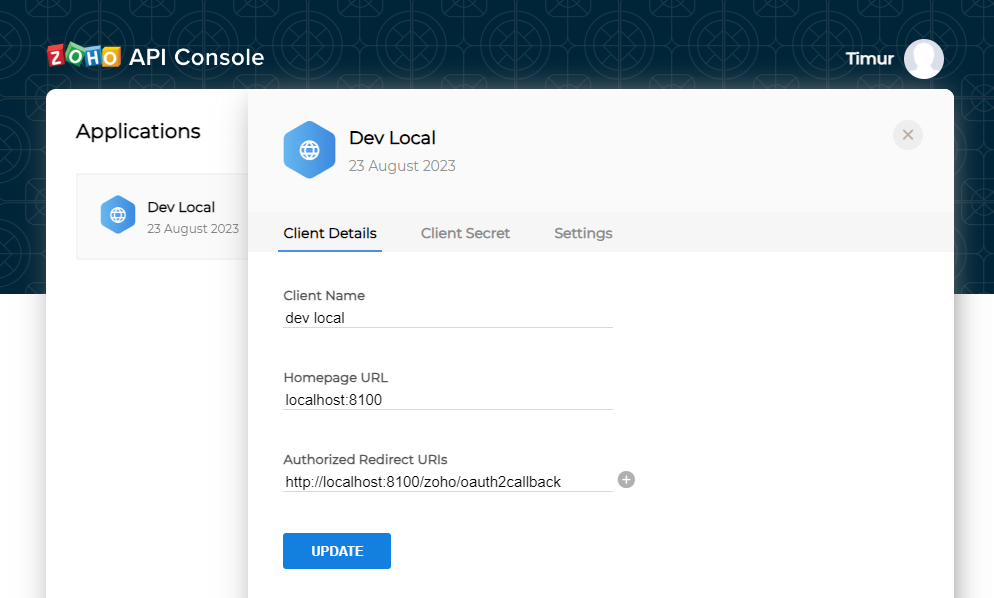 ZOHO API Console
Timur
Applications
Dev Local
23 August 2023
Dev Local
23 August 2023
Client Details
Client Secret
Settings
Client Name
dev local
Homepage URL
localhost:8100
Authorized Redirect URIs
http://localhost:8100/zoho/oauth2callback
UPDATE